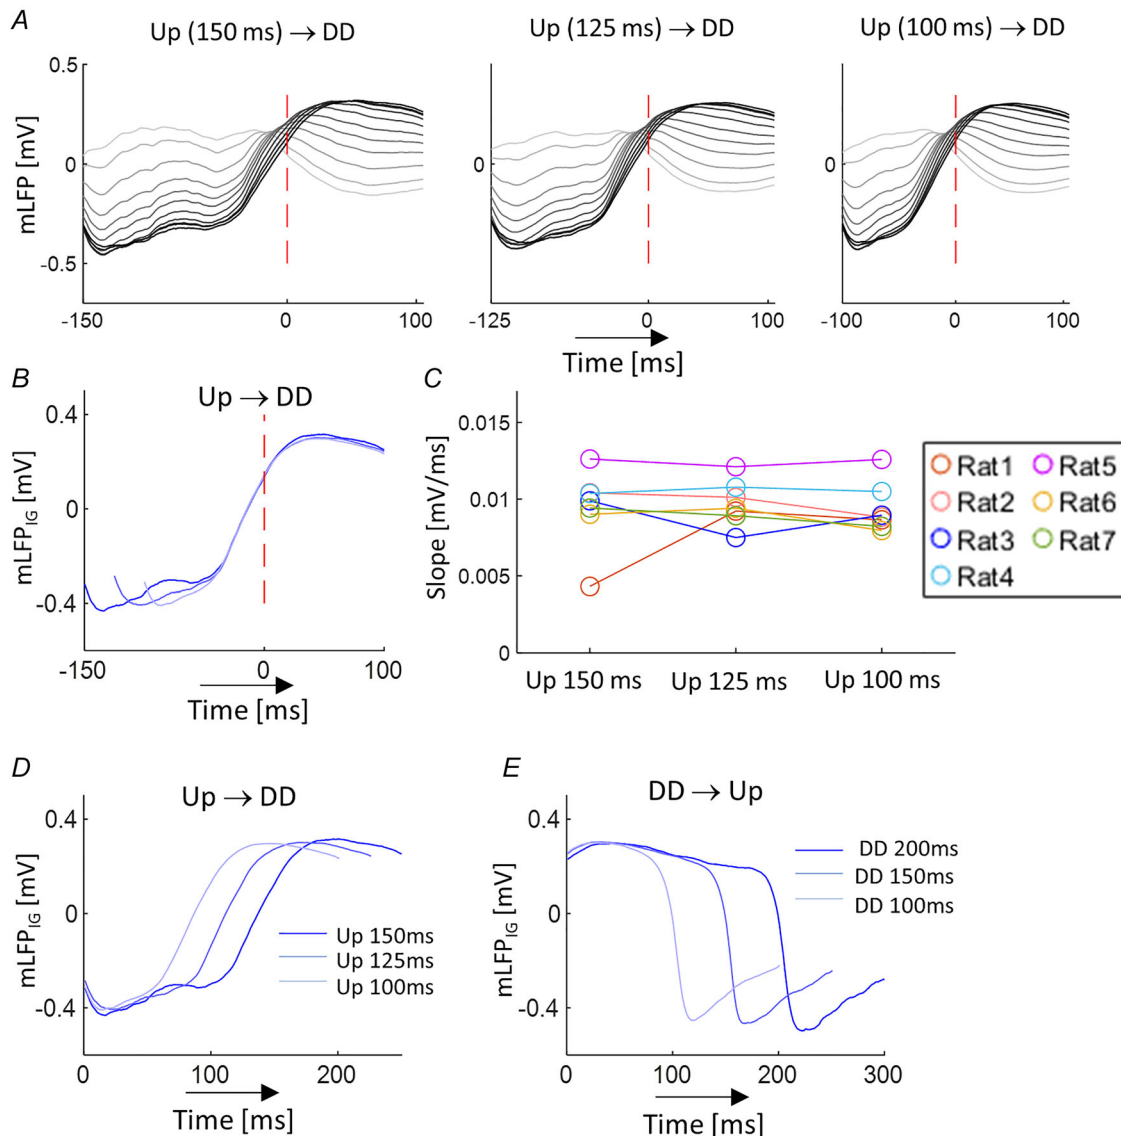 A
Up (150 ms) → DD
Up (125 ms) → DD
Up (100 ms) → DD
mLFP [mV]
0.5
0
-0.5
-150
0
100
0
-125
0
100
0
-100
0
100
Time [ms]
B
Up → DD
mLFP_IG [mV]
0.4
0
-0.4
-150
0
100
Time [ms]
C
Slope [mV/ms]
0.015
0.01
0.005
0
Up 150 ms
Up 125 ms
Up 100 ms
Rat1
Rat5
Rat2
Rat6
Rat3
Rat7
Rat4
D
Up → DD
mLFP_IG [mV]
0.4
0
-0.4
Up 150ms
Up 125ms
Up 100ms
0
100
200
Time [ms]
E
DD → Up
mLFP_IG [mV]
0.4
0
-0.4
DD 200ms
DD 150ms
DD 100ms
0
100
200
300
Time [ms]